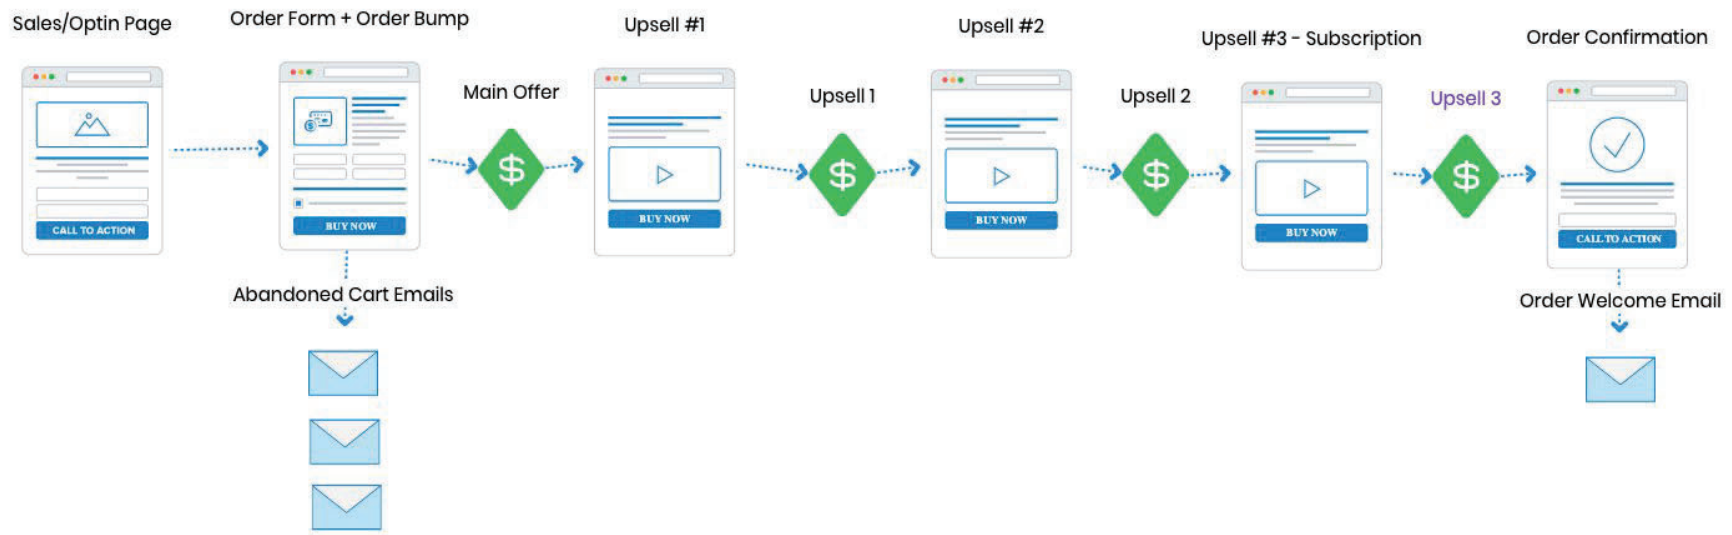 Sales/Optin Page
Order Form + Order Bump
Upsell #1
Upsell #2
Upsell #3 - Subscription
Order Confirmation
Main Offer
Upsell 1
Upsell 2
Upsell 3
$
$
$
$
$
CALL TO ACTION
BUY NOW
BUY NOW
BUY NOW
BUY NOW
CALL TO ACTION
Abandoned Cart Emails
Order Welcome Email